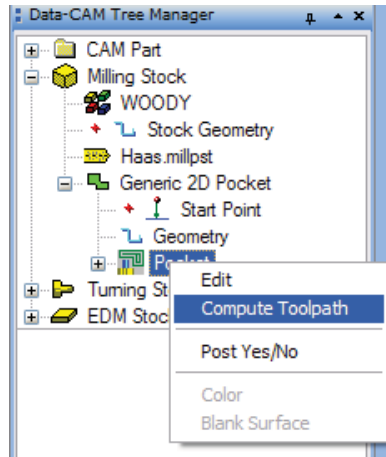 Data-CAM Tree Manager
CAM Part
Milling Stock
WOODY
Stock Geometry
Haas.millpst
Generic 2D Pocket
Start Point
Geometry
Pocket
Turning St
EDM Stoc
Edit
Compute Toolpath
Post Yes/No
Color
Blank Surface